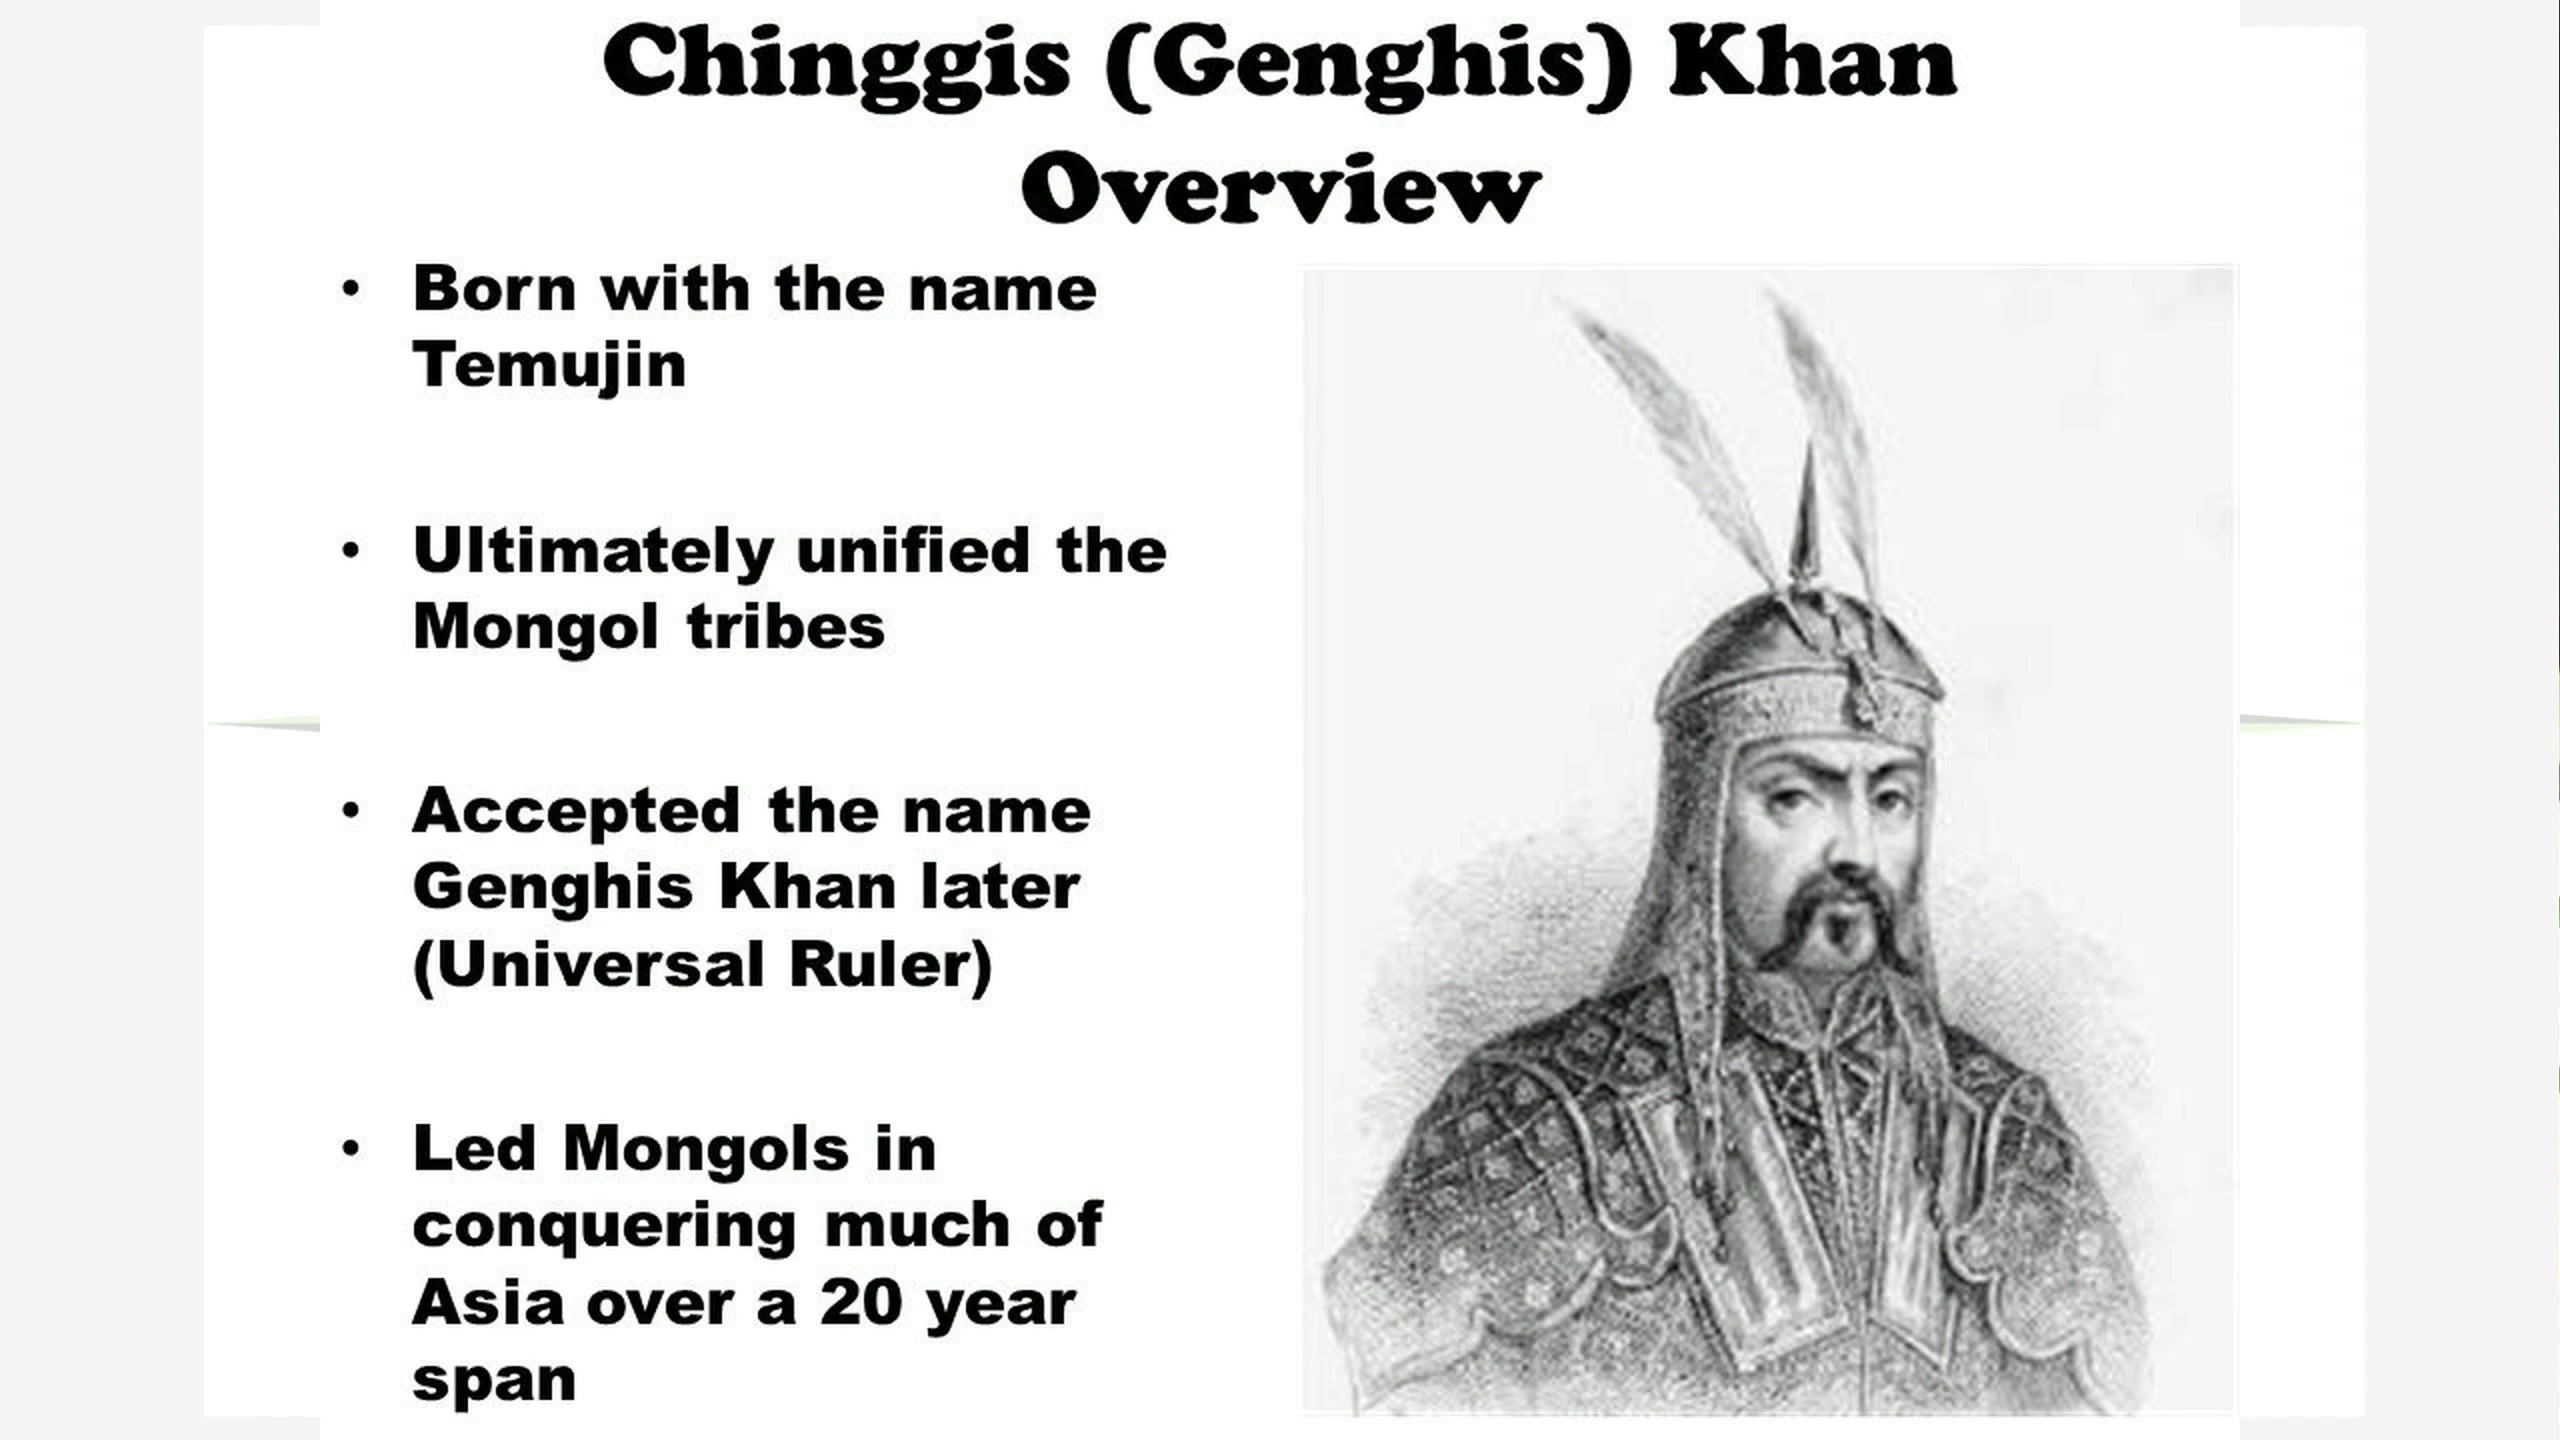 Chinggis (Genghis) Khan
Overview
• Born with the name
Temujin
• Ultimately unified the
Mongol tribes
• Accepted the name
Genghis Khan later
(Universal Ruler)
• Led Mongols in
conquering much of
Asia over a 20 year
span